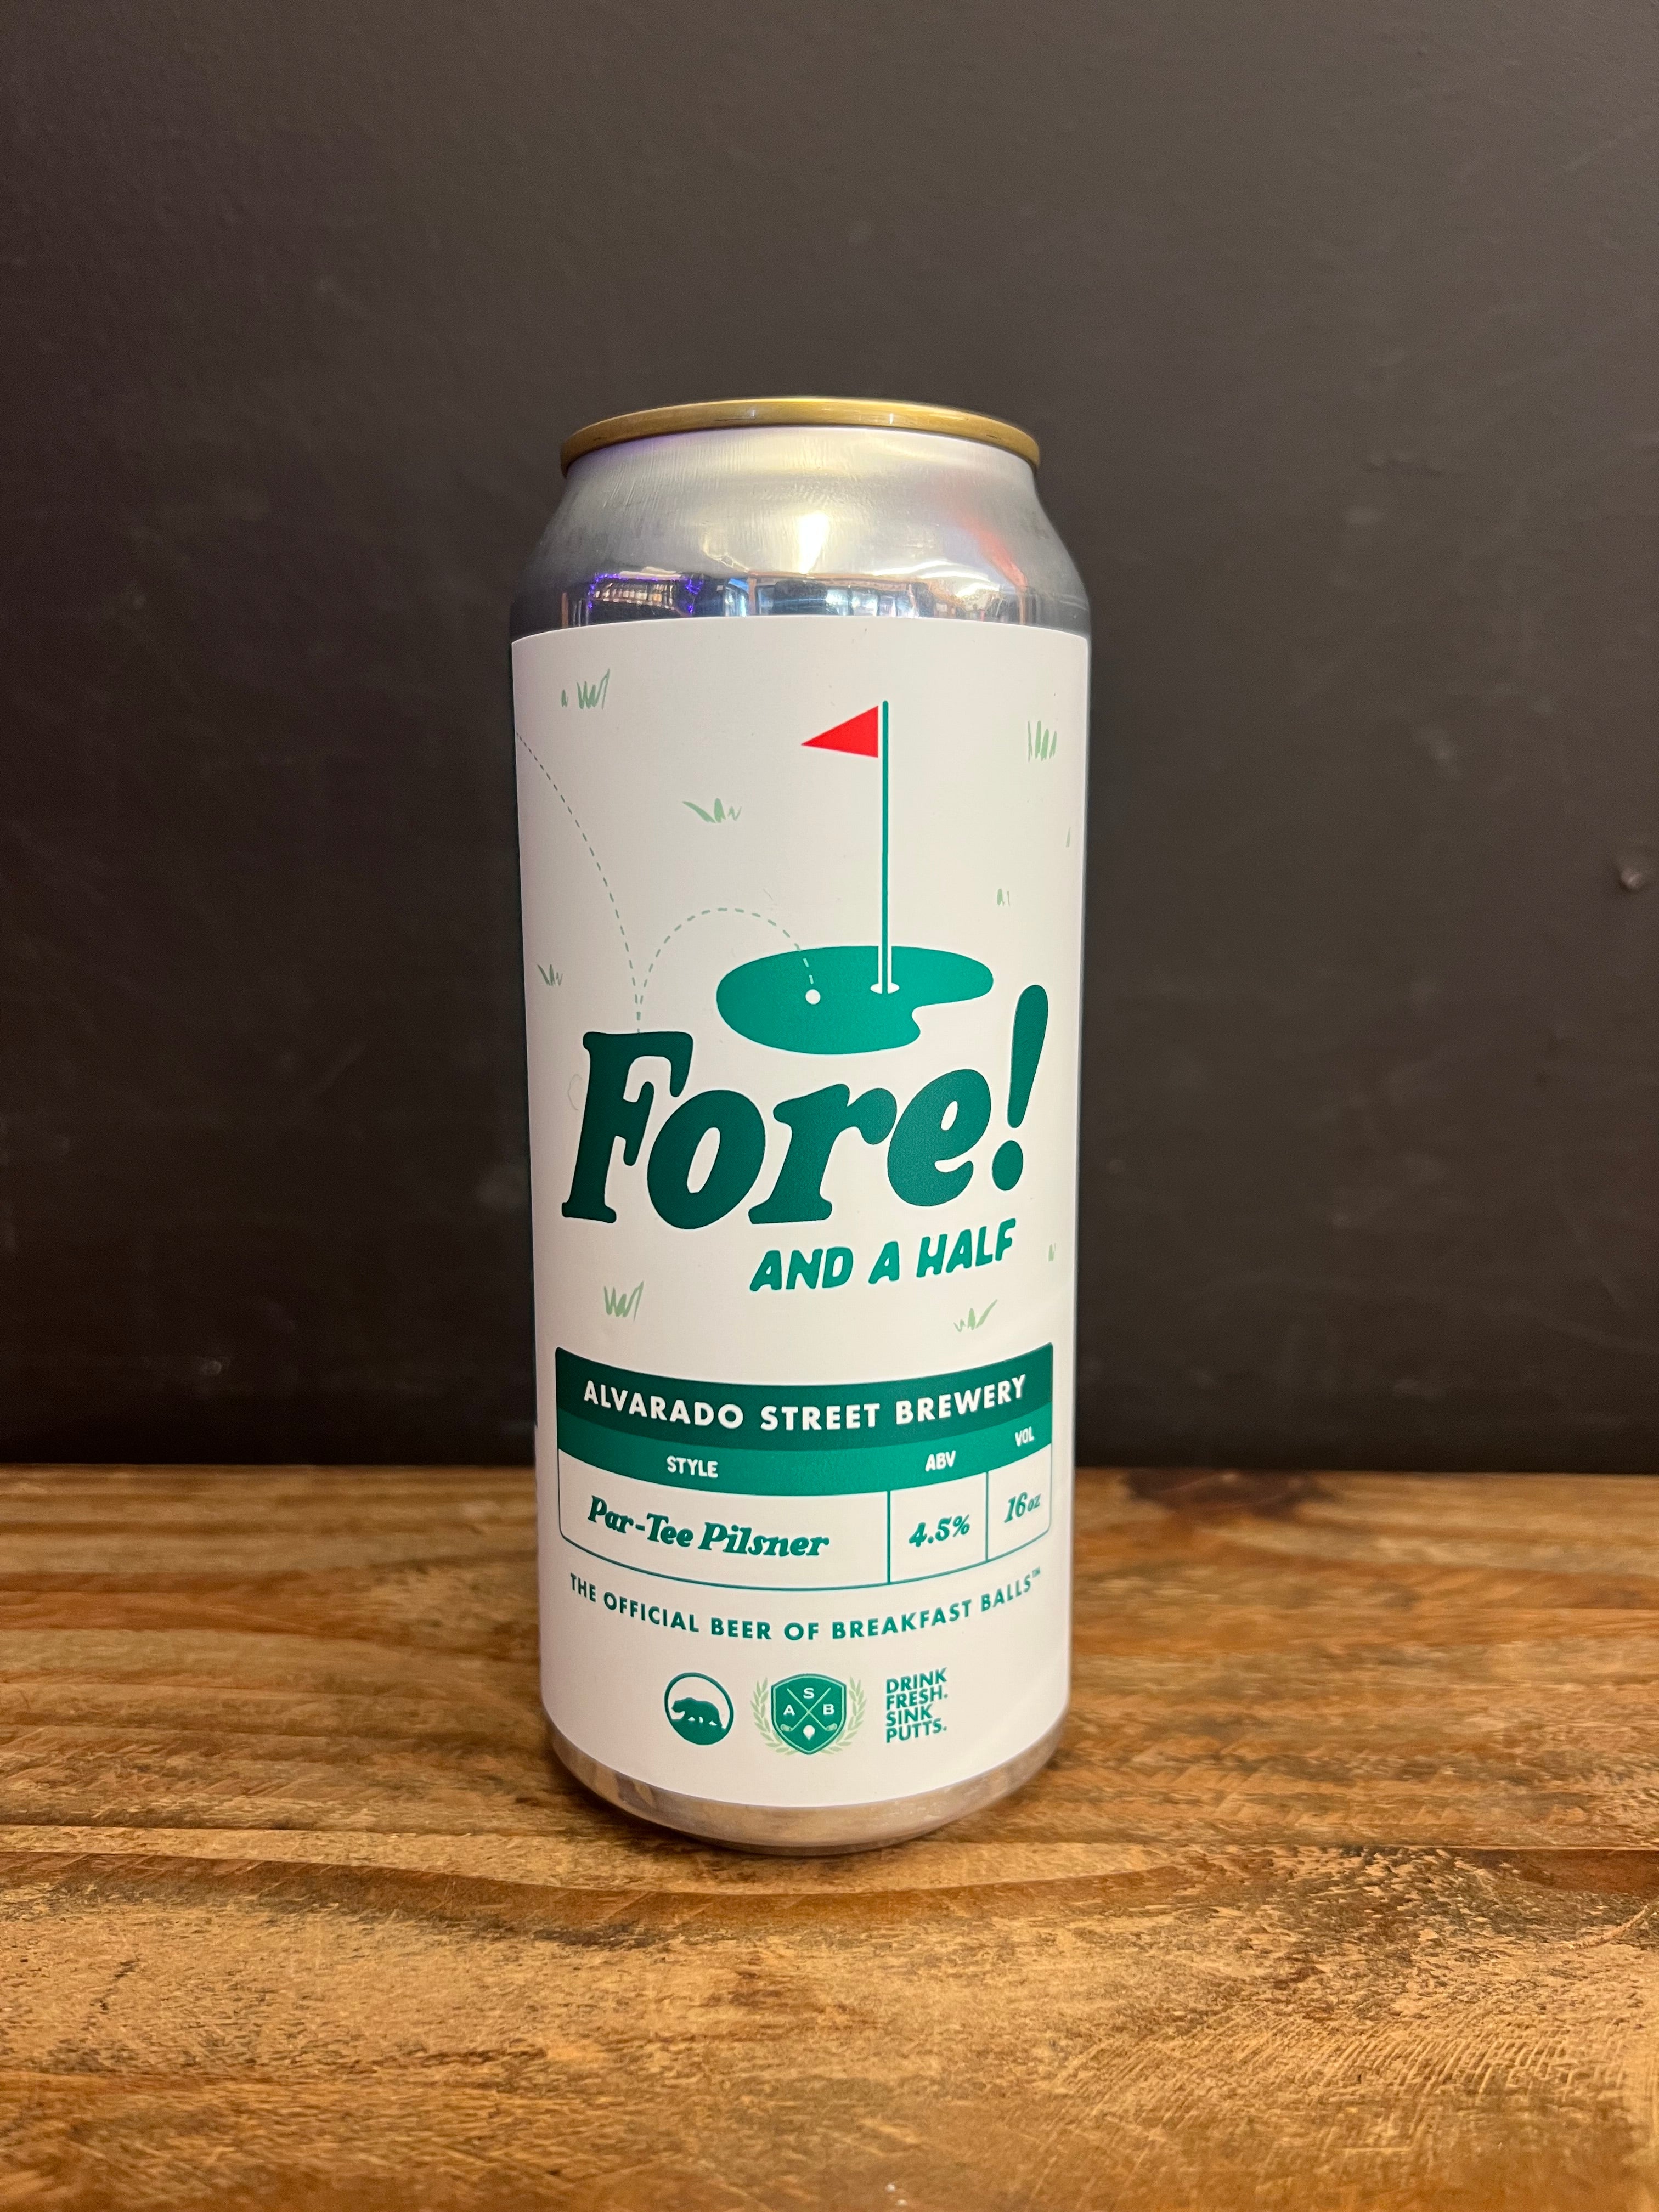 Fore!
AND A HALF
ALVARADO STREET BREWERY
STYLE ABV VOL
Par-Tee Pilsner 4.5% 16oz
THE OFFICIAL BEER OF BREAKFAST BALLS™
A S B
DRINK
FRESH.
SINK
PUTTS.